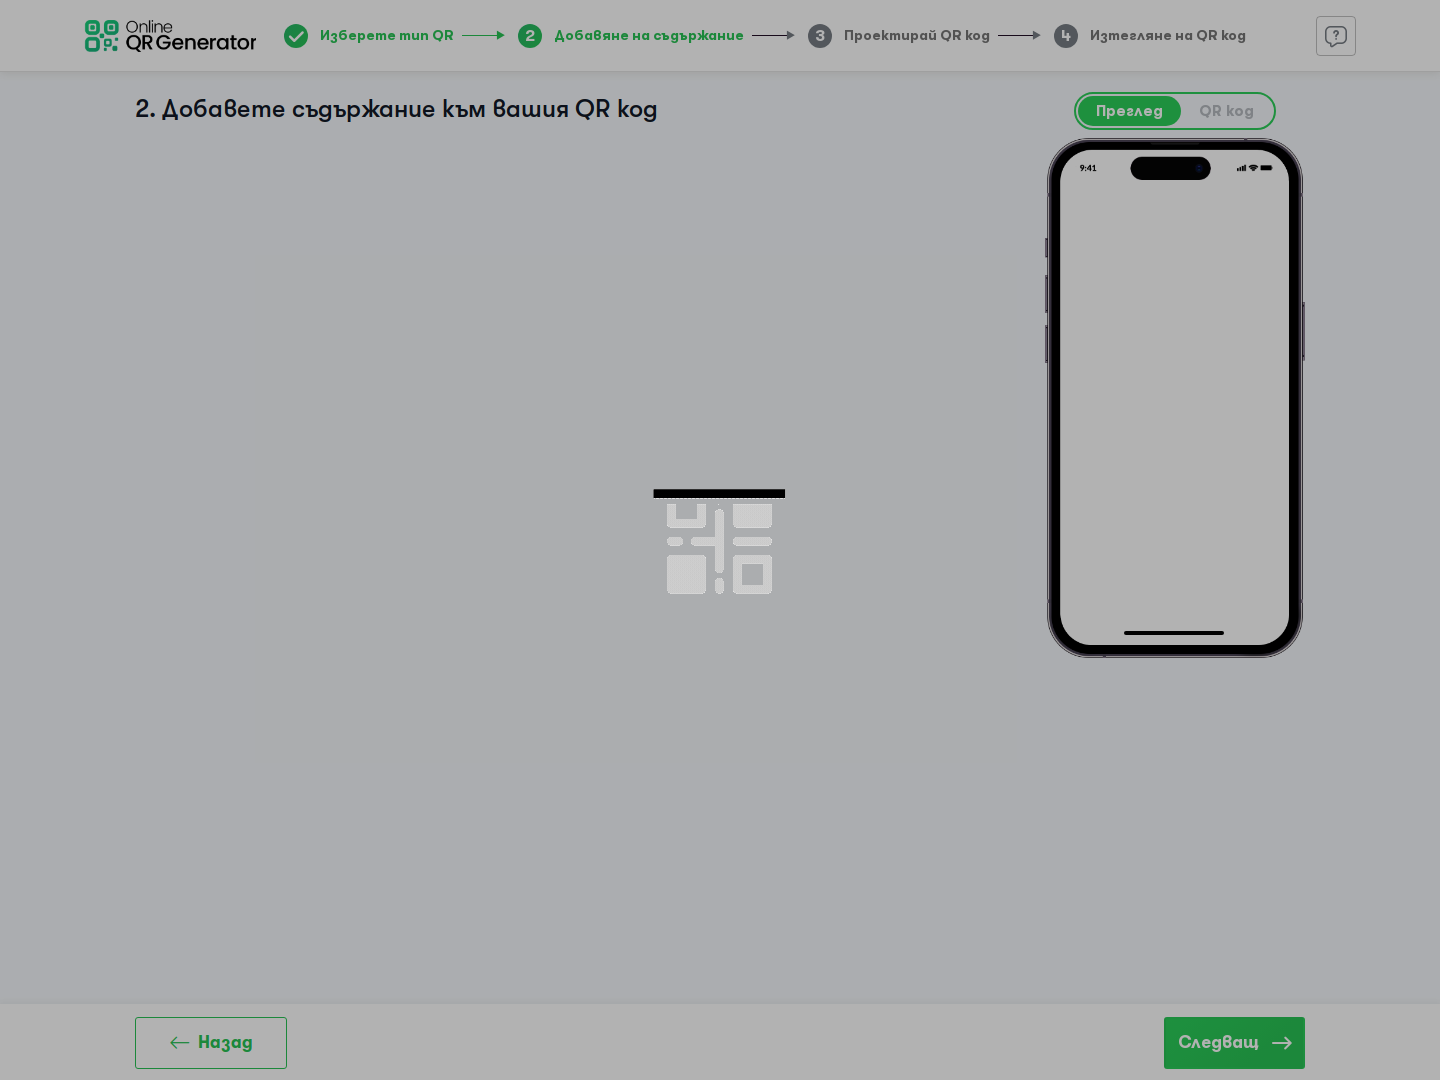 Online
QR Generator
Изберете тип QR
2 Добавяне на съдържание
3 Проектирай QR код
4 Изтегляне на QR код
2. Добавете съдържание към вашия QR код
Преглед
QR код
9:41
Назад
Следващ